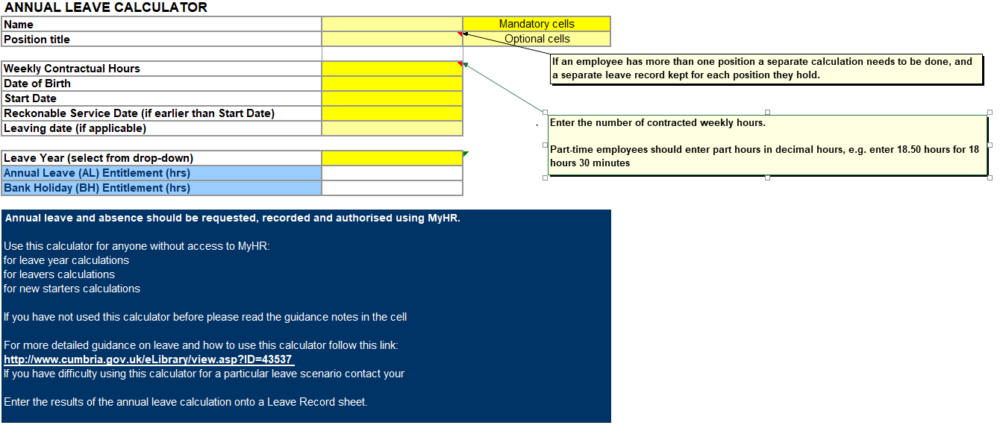 ANNUAL LEAVE CALCULATOR
Name
Mandatory cells
Position title
Optional cells
If an employee has more than one position a separate calculation needs to be done, and
a separate leave record kept for each position they hold.
Weekly Contractual Hours
Date of Birth
Start Date
Reckonable Service Date (if earlier than Start Date)
Leaving date (if applicable)
Enter the number of contracted weekly hours.
Part-time employees should enter part hours in decimal hours, e.g. enter 18.50 hours for 18
hours 30 minutes
Leave Year (select from drop-down)
Annual Leave (AL) Entitlement (hrs)
Bank Holiday (BH) Entitlement (hrs)
Annual leave and absence should be requested, recorded and authorised using MyHR.
Use this calculator for anyone without access to MyHR:
for leave year calculations
for leavers calculations
for new starters calculations
If you have not used this calculator before please read the guidance notes in the cell
For more detailed guidance on leave and how to use this calculator follow this link:
http://www.cumbria.gov.uk/eLibrary/view.asp?ID=43537
If you have difficulty using this calculator for a particular leave scenario contact your
Enter the results of the annual leave calculation onto a Leave Record sheet.